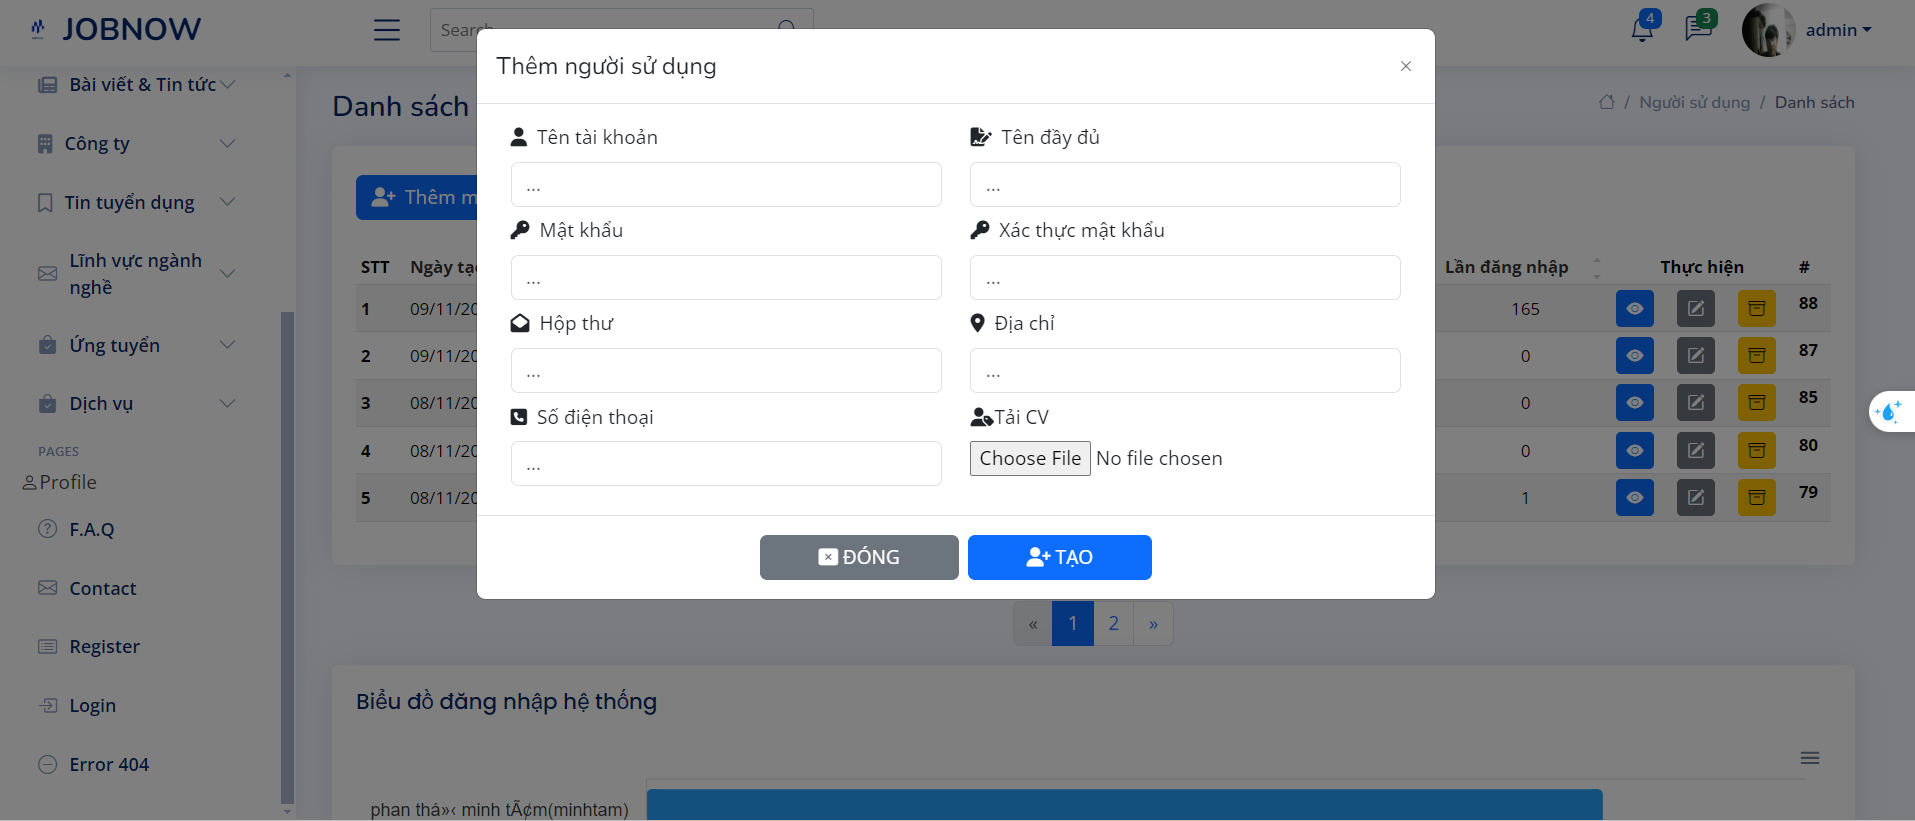 JOBNOW
Search
4
3
admin
Bài viết & Tin tức
Công ty
Tin tuyển dụng
Lĩnh vực ngành
nghề
Ứng tuyển
Dịch vụ
PAGES
Profile
F.A.Q
Contact
Register
Login
Error 404
Danh sách
/ Người sử dụng / Danh sách
Thêm người sử dụng
×
Tên tài khoản
Tên đầy đủ
...
...
Mật khẩu
Xác thực mật khẩu
...
...
Hộp thư
Địa chỉ
...
...
Số điện thoại
Tải CV
...
Choose File No file chosen
ĐÓNG
TẠO
Thêm
STT Ngày Lần đăng nhập Thực hiện #
1 09/11/20 165 88
2 09/11/20 0 87
3 08/11/20 0 85
4 08/11/20 0 80
5 08/11/20 1 79
« 1 2 »
Biểu đồ đăng nhập hệ thống
phan thá»‹ minh tÃ¢m(minhtam)